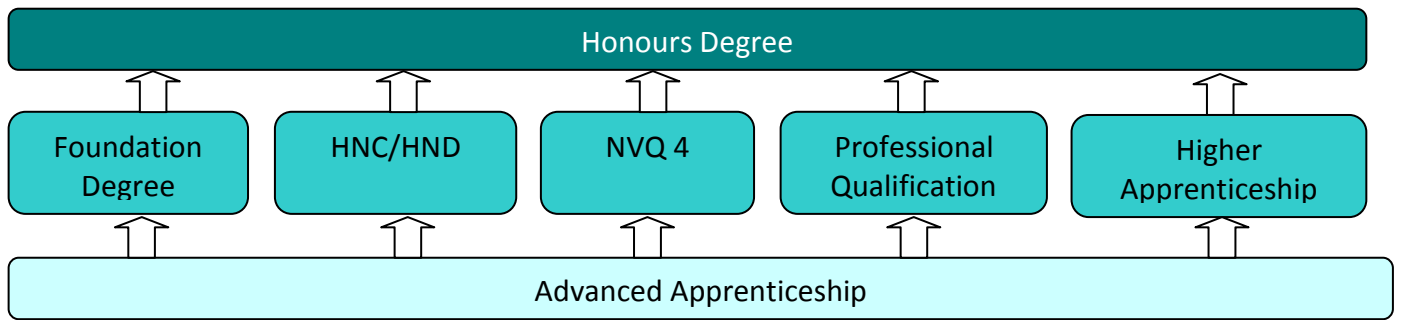 Honours Degree
Foundation
Degree
HNC/HND
NVQ 4
Professional
Qualification
Higher
Apprenticeship
Advanced Apprenticeship